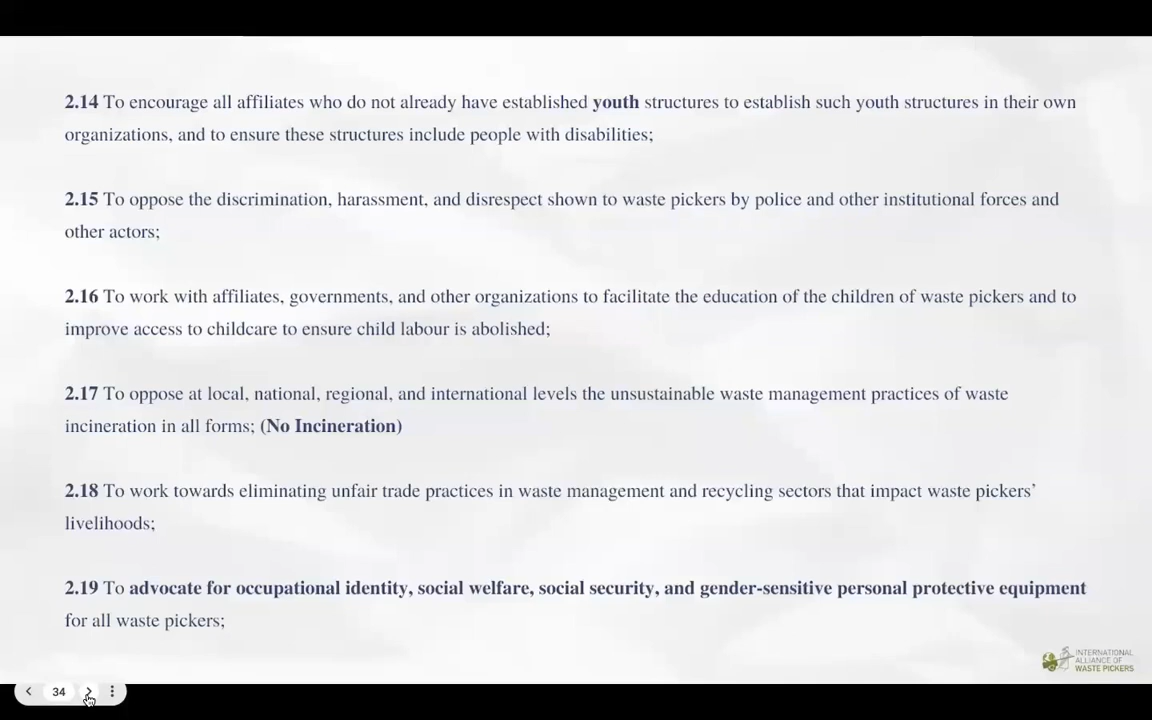 2.14 To encourage all affiliates who do not already have established youth structures to establish such youth structures in their own
organizations, and to ensure these structures include people with disabilities;
2.15 To oppose the discrimination, harassment, and disrespect shown to waste pickers by police and other institutional forces and
other actors;
2.16 To work with affiliates, governments, and other organizations to facilitate the education of the children of waste pickers and to
improve access to childcare to ensure child labour is abolished;
2.17 To oppose at local, national, regional, and international levels the unsustainable waste management practices of waste
incineration in all forms; (No Incineration)
2.18 To work towards eliminating unfair trade practices in waste management and recycling sectors that impact waste pickers’
livelihoods;
2.19 To advocate for occupational identity, social welfare, social security, and gender-sensitive personal protective equipment
for all waste pickers;
INTERNATIONAL
ALLIANCE OF
WASTE PICKERS
34